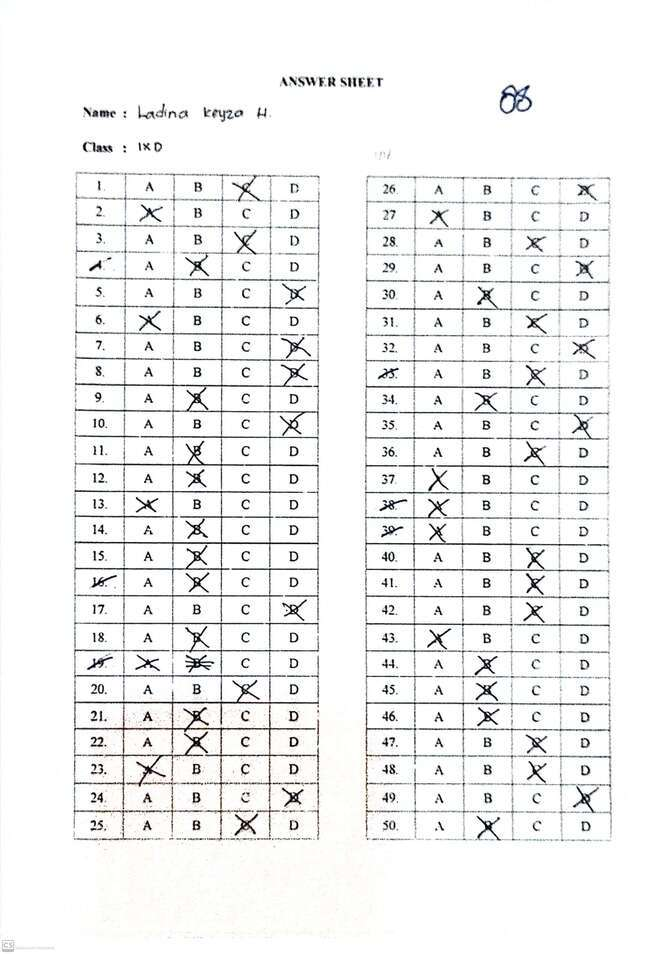 ANSWER SHEET
88
Name : Ladina Keyza H.
Class : IX D
1. A B C D
2. A B C D
3. A B C D
4. A B C D
5. A B C D
6. A B C D
7. A B C D
8. A B C D
9. A B C D
10. A B C D
11. A B C D
12. A B C D
13. A B C D
14. A B C D
15. A B C D
16. A B C D
17. A B C D
18. A B C D
19. A B C D
20. A B C D
21. A B C D
22. A B C D
23. A B C D
24. A B C D
25. A B C D
26. A B C D
27 A B C D
28. A B C D
29. A B C D
30. A B C D
31. A B C D
32. A B C D
33. A B C D
34. A B C D
35. A B C D
36. A B C D
37. A B C D
38. A B C D
39. A B C D
40. A B C D
41. A B C D
42. A B C D
43. A B C D
44. A B C D
45. A B C D
46. A B C D
47. A B C D
48. A B C D
49. A B C D
50. A B C D
CS